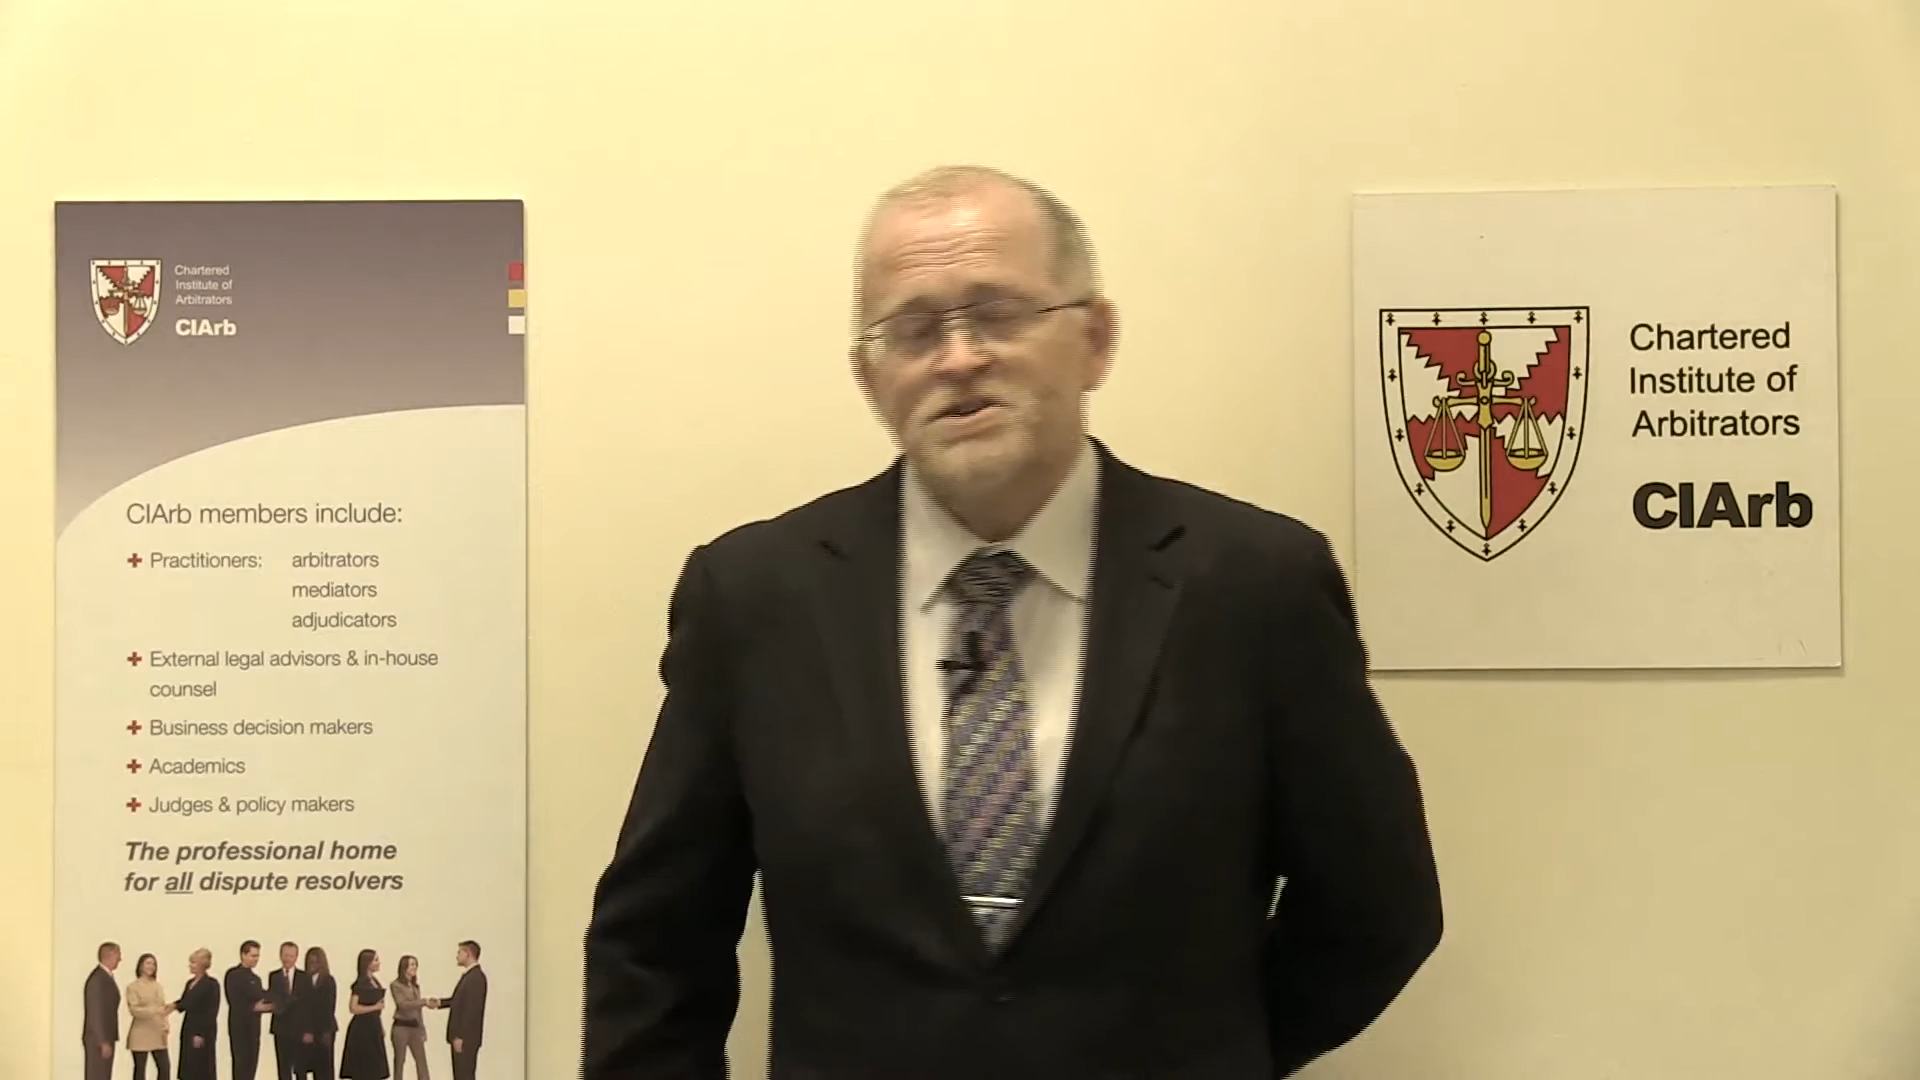 Chartered
Institute of
Arbitrators
CIArb
CIArb members include:
Practitioners: arbitrators
mediators
adjudicators
External legal advisors & in-house
counsel
Business decision makers
Academics
Judges & policy makers
The professional home
for all dispute resolvers
Chartered
Institute of
Arbitrators
CIArb